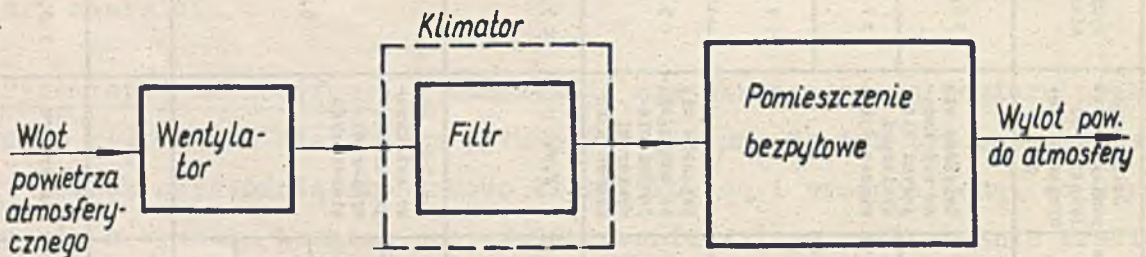 Klimator
Wlot
powietrza
atmosfery-
cznego
Wentyla-
tor
Filtr
Pomieszczenie
bezpyłowe
Wylot pow.
do atmosfery